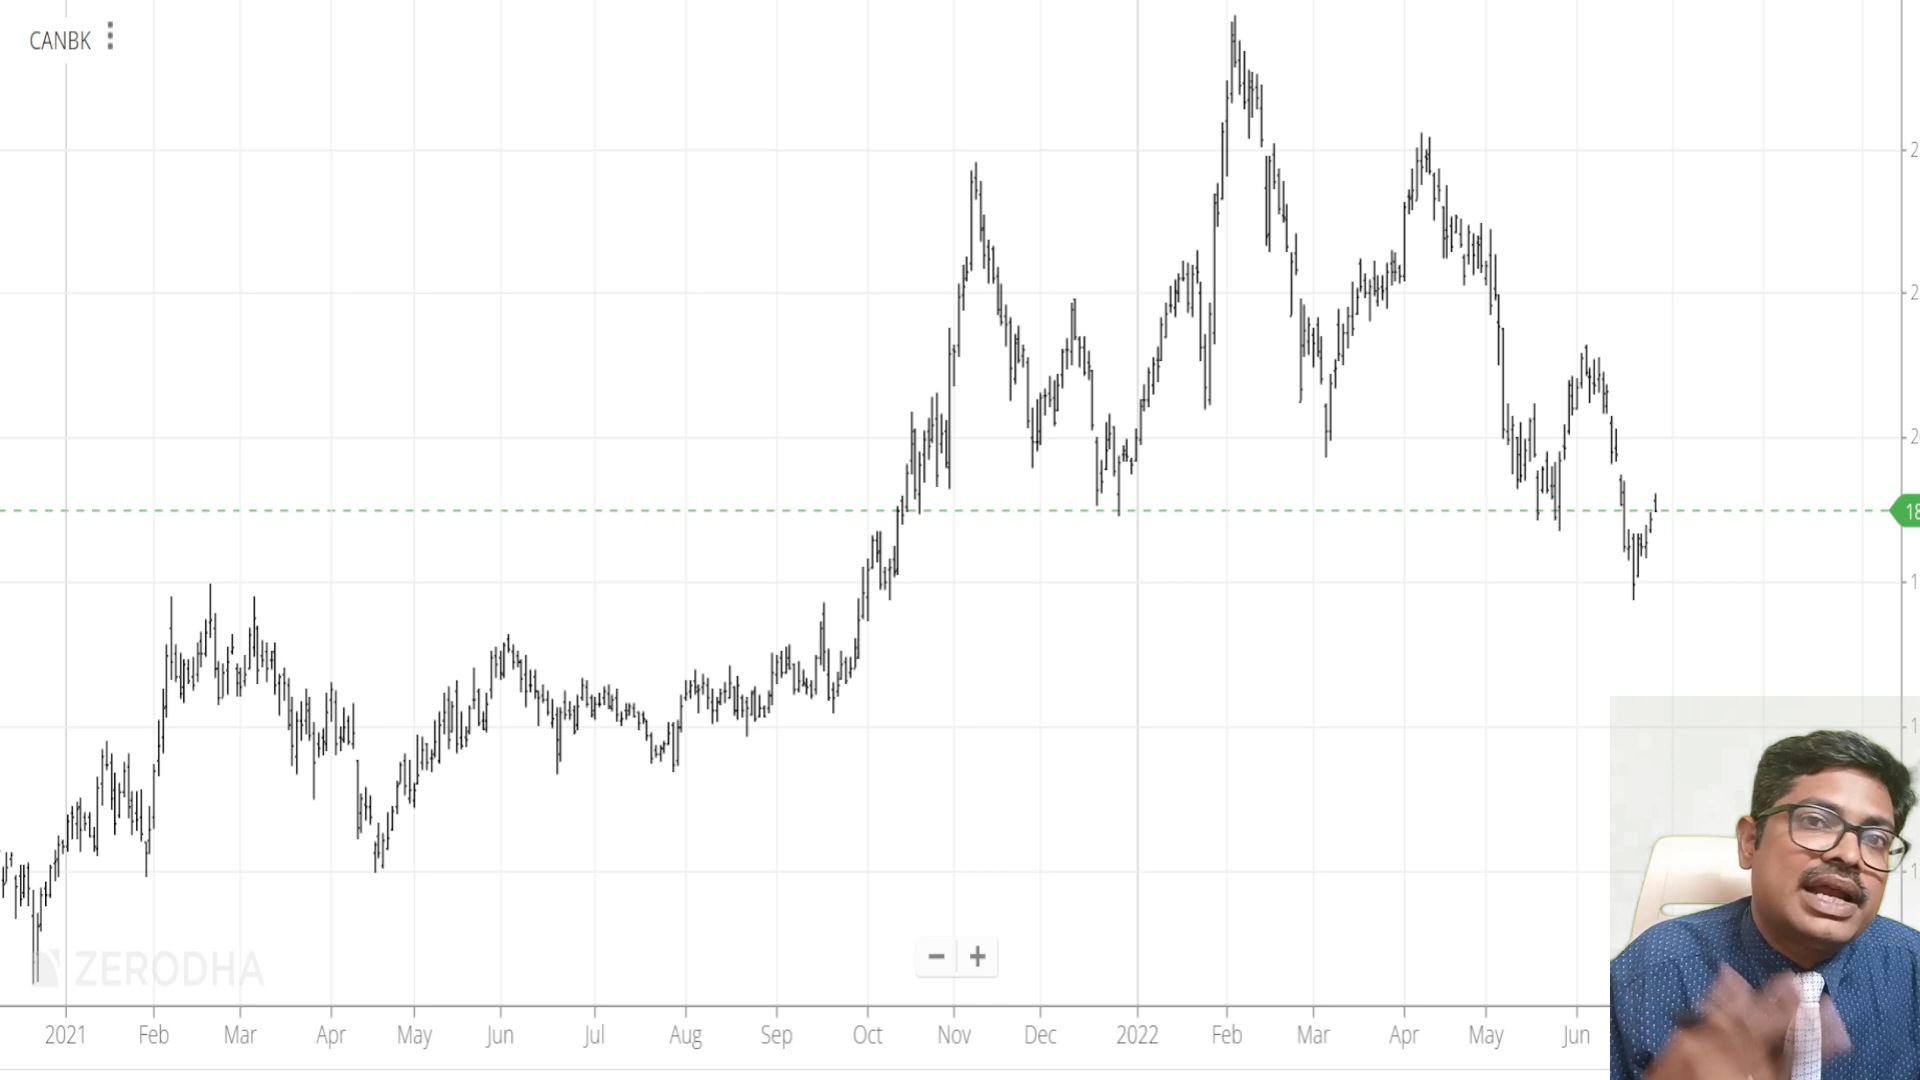 CANBK
18
ZERODHA
2021 Feb Mar Apr May Jun Jul Aug Sep Oct Nov Dec 2022 Feb Mar Apr May Jun